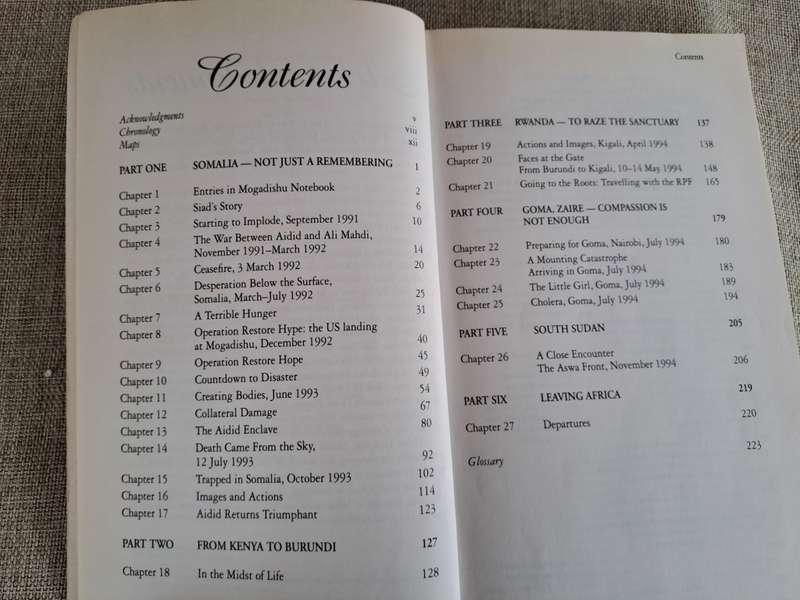 Contents
Acknowledgments v
Chronology viii
Maps xii
PART ONE SOMALIA — NOT JUST A REMEMBERING 1
Chapter 1 Entries in Mogadishu Notebook 2
Chapter 2 Siad's Story 6
Chapter 3 Starting to Implode, September 1991 10
Chapter 4 The War Between Aidid and Ali Mahdi,
November 1991–March 1992 14
Chapter 5 Ceasefire, 3 March 1992 20
Chapter 6 Desperation Below the Surface,
Somalia, March–July 1992 25
Chapter 7 A Terrible Hunger 31
Chapter 8 Operation Restore Hype: the US landing
at Mogadishu, December 1992 40
Chapter 9 Operation Restore Hope 45
Chapter 10 Countdown to Disaster 49
Chapter 11 Creating Bodies, June 1993 54
Chapter 12 Collateral Damage 67
Chapter 13 The Aidid Enclave 80
Chapter 14 Death Came From the Sky,
12 July 1993 92
Chapter 15 Trapped in Somalia, October 1993 102
Chapter 16 Images and Actions 114
Chapter 17 Aidid Returns Triumphant 123
PART TWO FROM KENYA TO BURUNDI 127
Chapter 18 In the Midst of Life 128
Contents
PART THREE RWANDA — TO RAZE THE SANCTUARY 137
Chapter 19 Actions and Images, Kigali, April 1994 138
Chapter 20 Faces at the Gate
From Burundi to Kigali, 10–14 May 1994 148
Chapter 21 Going to the Roots: Travelling with the RPF 165
PART FOUR GOMA, ZAIRE — COMPASSION IS
NOT ENOUGH 179
Chapter 22 Preparing for Goma, Nairobi, July 1994 180
Chapter 23 A Mounting Catastrophe
Arriving in Goma, July 1994 183
Chapter 24 The Little Girl, Goma, July 1994 189
Chapter 25 Cholera, Goma, July 1994 194
PART FIVE SOUTH SUDAN 205
Chapter 26 A Close Encounter
The Aswa Front, November 1994 206
PART SIX LEAVING AFRICA 219
Chapter 27 Departures 220
Glossary 223